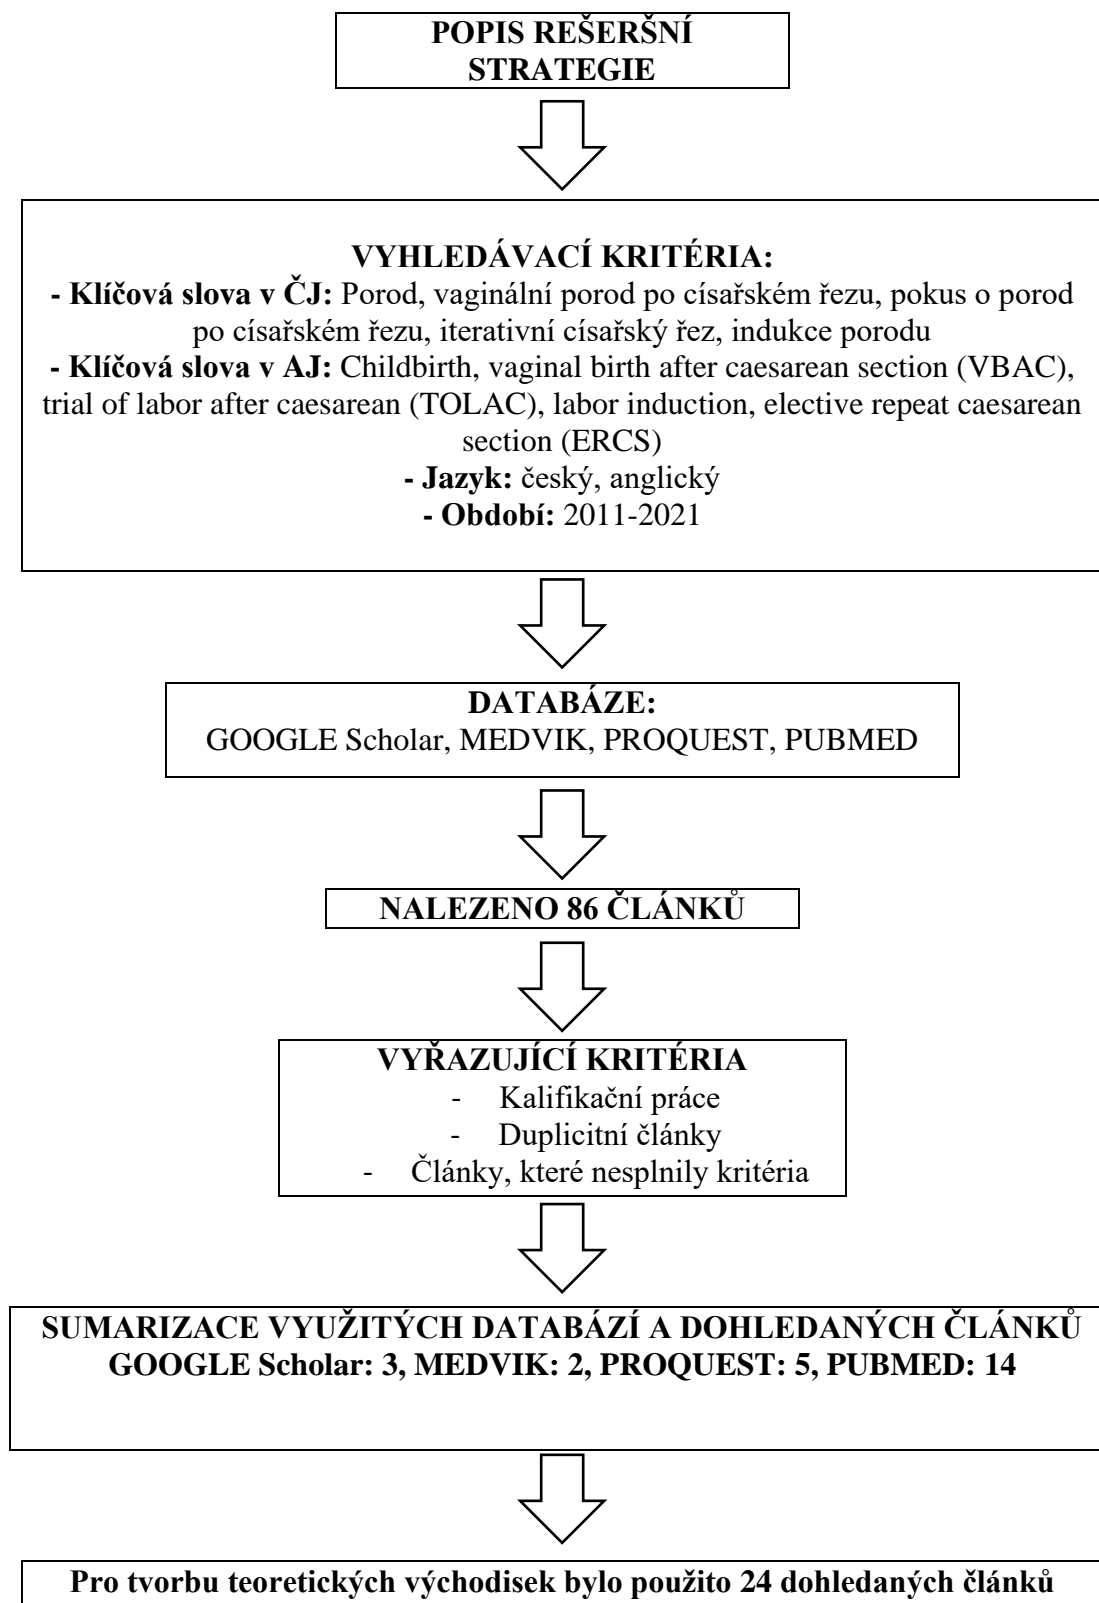 POPIS REŠERŠNÍ
STRATEGIE
VYHLEDÁVACÍ KRITÉRIA:
- Klíčová slova v ČJ: Porod, vaginální porod po císařském řezu, pokus o porod
po císařském řezu, iterativní císařský řez, indukce porodu
- Klíčová slova v AJ: Childbirth, vaginal birth after caesarean section (VBAC),
trial of labor after caesarean (TOLAC), labor induction, elective repeat caesarean
section (ERCS)
- Jazyk: český, anglický
- Období: 2011-2021
DATABÁZE:
GOOGLE Scholar, MEDVIK, PROQUEST, PUBMED
NALEZENO 86 ČLÁNKŮ
VYŘAZUJÍCÍ KRITÉRIA
- Kalifikační práce
- Duplicitní články
- Články, které nesplnily kritéria
SUMARIZACE VYUŽITÝCH DATABÁZÍ A DOHLEDANÝCH ČLÁNKŮ
GOOGLE Scholar: 3, MEDVIK: 2, PROQUEST: 5, PUBMED: 14
Pro tvorbu teoretických východisek bylo použito 24 dohledaných článků